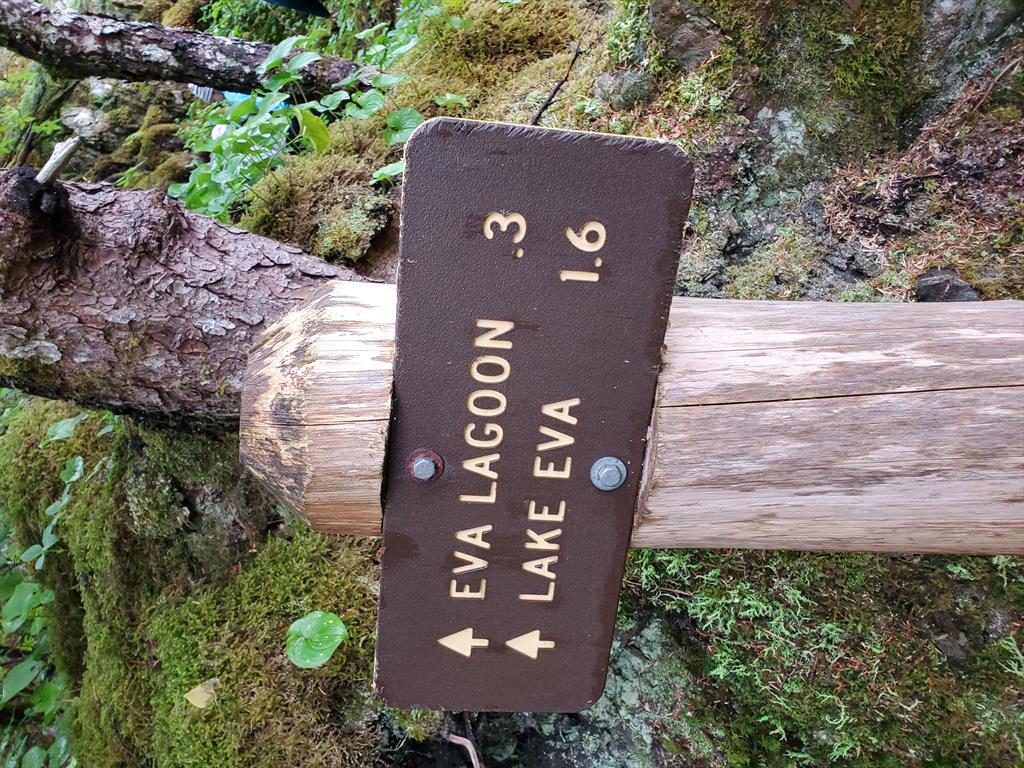 ↑ EVA LAGOON .3
↑ LAKE EVA 1.6